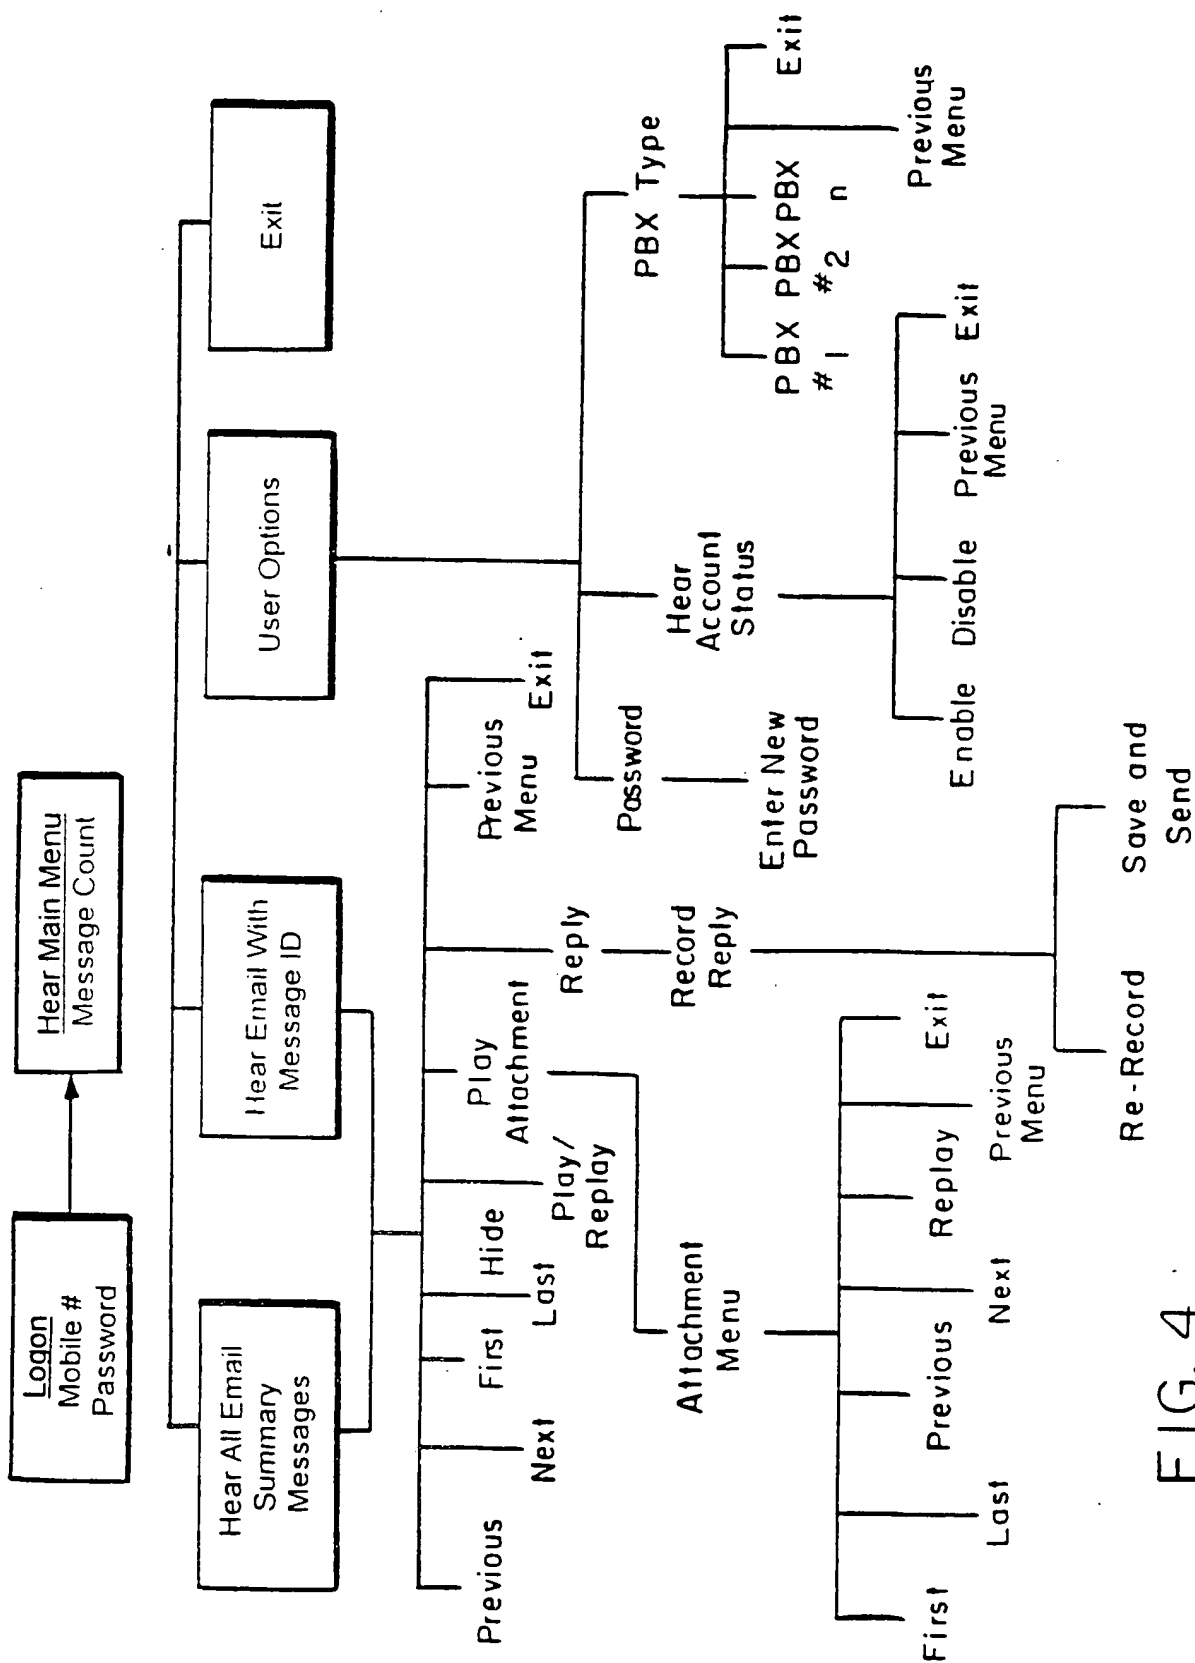 Logon
Mobile #
Password
Hear Main Menu
Message Count
Hear All Email
Summary
Messages
Hear Email With
Message ID
User Options
Exit
Previous
Next
First
Last
Hide
Play/
Replay
Play
Attachment
Reply
Previous
Menu
Exit
Record
Reply
Re-Record
Save and
Send
Attachment
Menu
First
Last
Previous
Next
Replay
Previous
Menu
Exit
Password
Enter New
Password
Hear
Account
Status
Enable
Disable
Previous
Menu
Exit
PBX Type
PBX
# 1
PBX
#2
PBX
n
Previous
Menu
Exit
FIG. 4